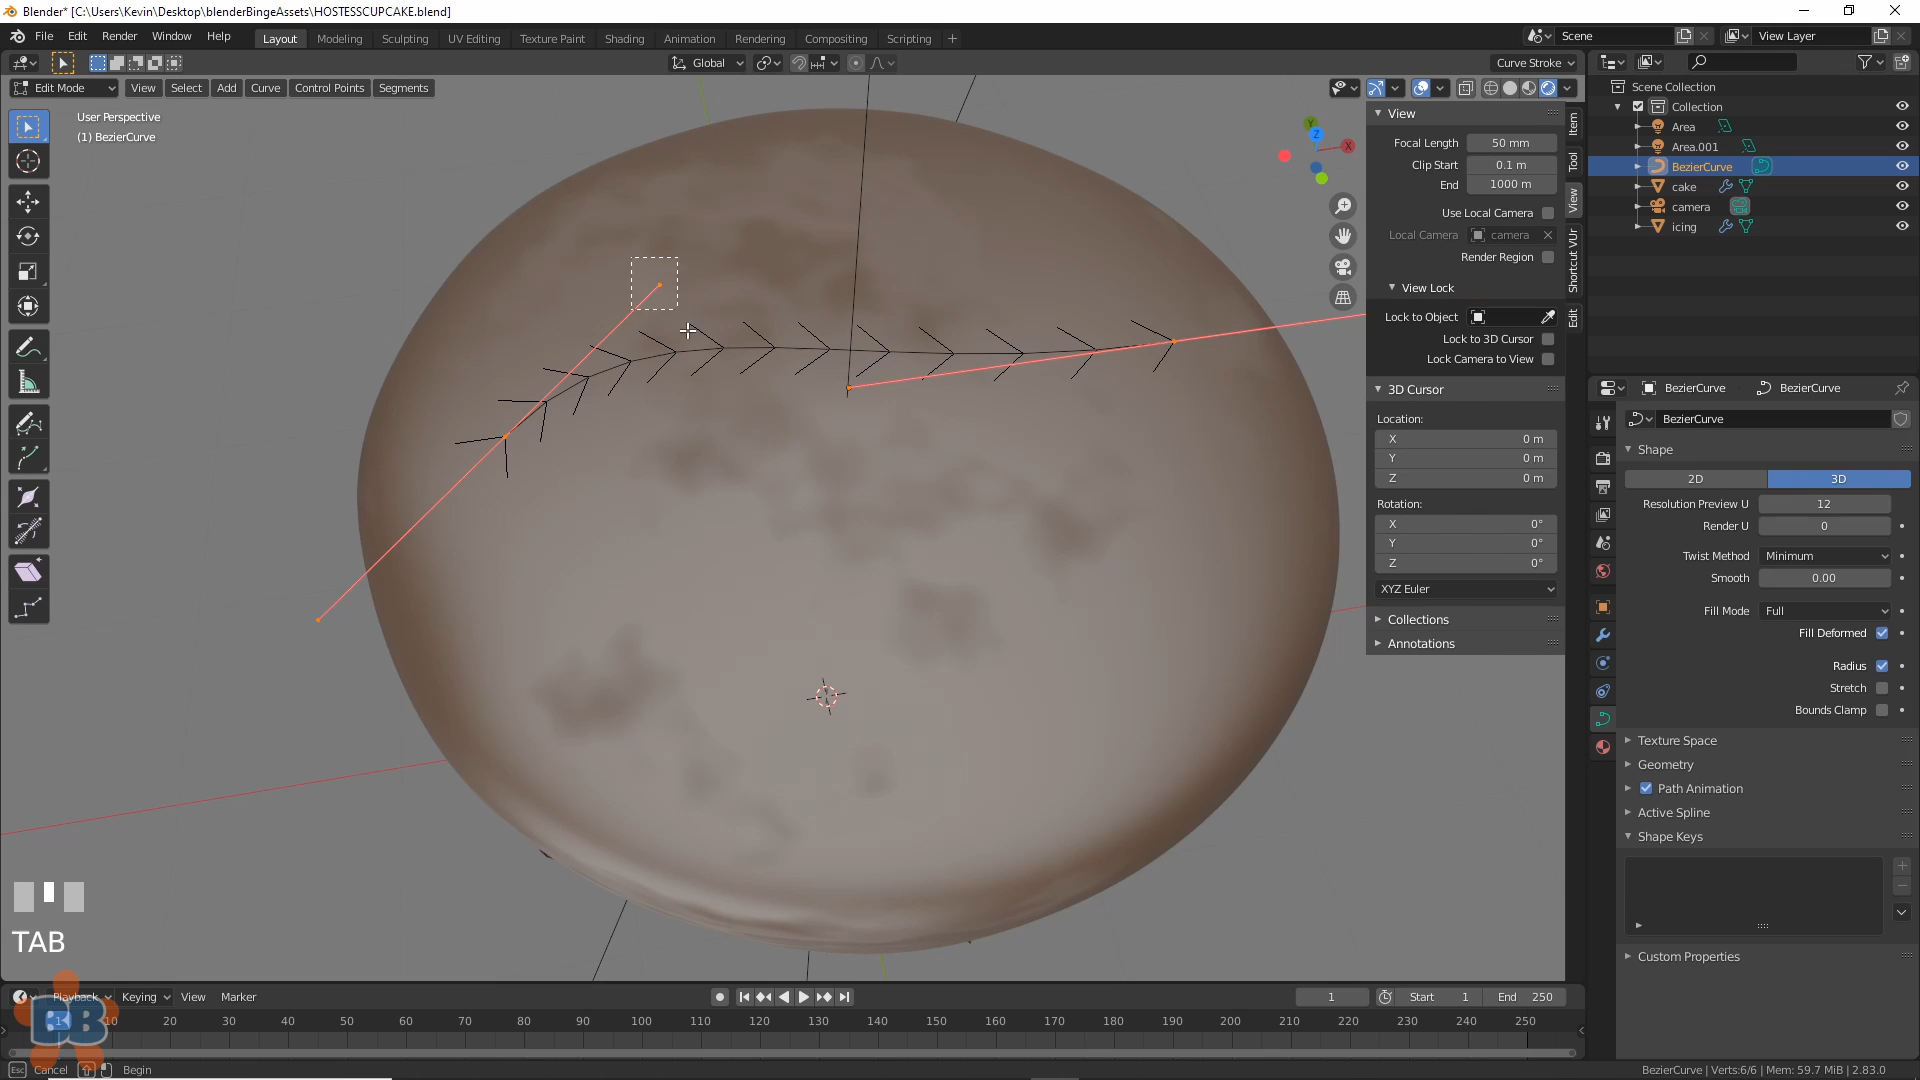 Blender* [C:\Users\Kevin\Desktop\blenderBingeAssets\HOSTESSCUPCAKE.blend]
File Edit Render Window Help Layout Modeling Sculpting UV Editing Texture Paint Shading Animation Rendering Compositing Scripting + Scene View Layer
Global Curve Stroke
Edit Mode View Select Add Curve Control Points Segments
User Perspective
(1) BezierCurve
Y
Z
X
View
Focal Length 50 mm
Clip Start 0.1 m
End 1000 m
Use Local Camera
Local Camera camera
Render Region
View Lock
Lock to Object
Lock to 3D Cursor
Lock Camera to View
3D Cursor
Location:
X 0 m
Y 0 m
Z 0 m
Rotation:
X 0°
Y 0°
Z 0°
XYZ Euler
Collections
Annotations
Item
Tool
View
Shortcut VUr
Edit
Scene Collection
Collection
Area
Area.001
BezierCurve
cake
camera
icing
BezierCurve BezierCurve
BezierCurve
Shape
2D 3D
Resolution Preview U 12
Render U 0
Twist Method Minimum
Smooth 0.00
Fill Mode Full
Fill Deformed
Radius
Stretch
Bounds Clamp
Texture Space
Geometry
Path Animation
Active Spline
Shape Keys
Custom Properties
TAB
Playback Keying View Marker 1 Start 1 End 250
1 10 20 30 40 50 60 70 80 90 100 110 120 130 140 150 160 170 180 190 200 210 220 230 240 250
BB
Esc Cancel Begin BezierCurve | Verts:6/6 | Mem: 59.7 MiB | 2.83.0